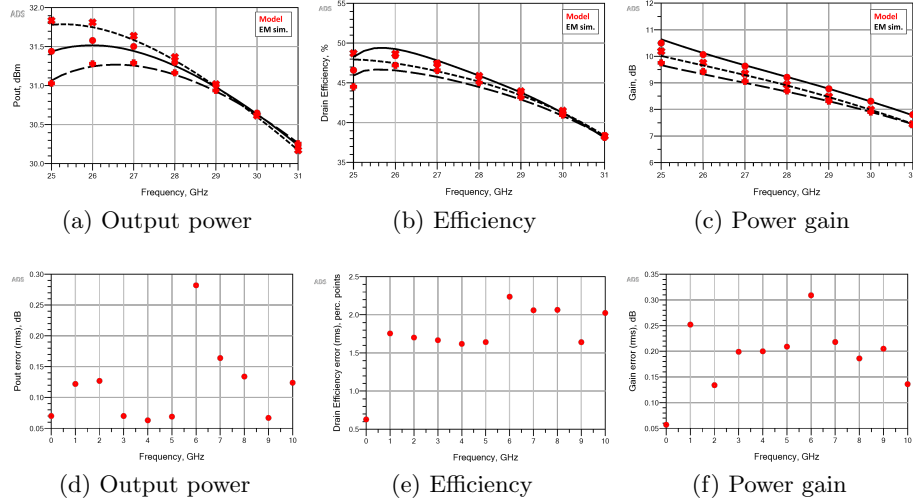 ADS
Model
EM sim.
Pout, dBm
32.0
31.5
31.0
30.5
30.0
25 26 27 28 29 30 31
Frequency, GHz
(a) Output power
Model
EM sim.
Drain Efficiency, %
55
50
45
40
35
25 26 27 28 29 30 31
Frequency, GHz
(b) Efficiency
ADS
Model
EM sim.
Gain, dB
12
11
10
9
8
7
6
25 26 27 28 29 30 31
Frequency, GHz
(c) Power gain
ADS
Pout error (rms), dB
0.30
0.25
0.20
0.15
0.10
0.05
0 1 2 3 4 5 6 7 8 9 10
Frequency, GHz
(d) Output power
ADS
Drain Efficiency error (rms), perc. points
2.5
2.0
1.5
1.0
0.5
0 1 2 3 4 5 6 7 8 9 10
Frequency, GHz
(e) Efficiency
ADS
Gain error (rms), dB
0.35
0.30
0.25
0.20
0.15
0.10
0.05
0 1 2 3 4 5 6 7 8 9 10
Frequency, GHz
(f) Power gain